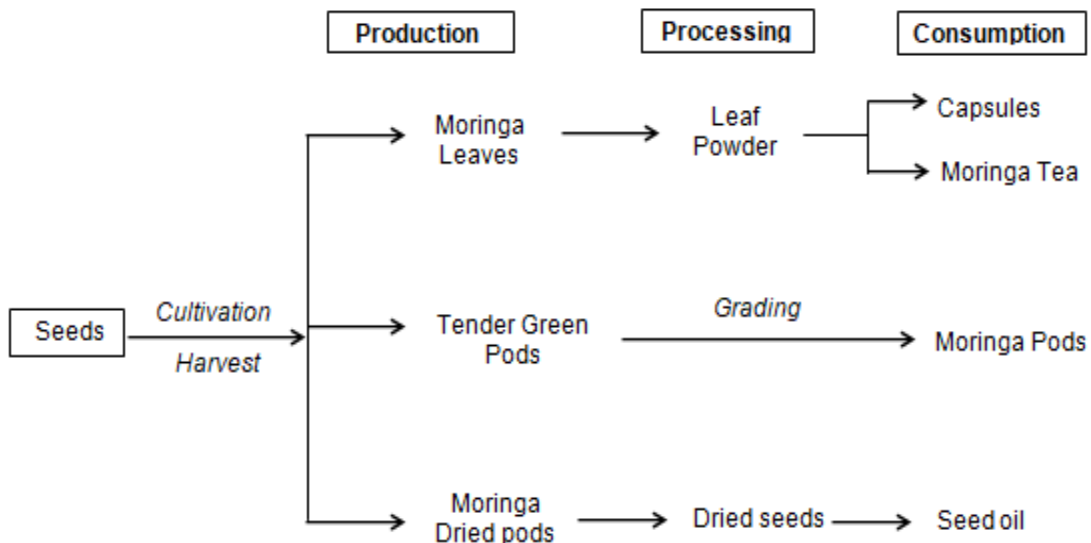 Production
Processing
Consumption
Moringa
Leaves
Leaf
Powder
Capsules
Moringa Tea
Seeds
Cultivation
Harvest
Tender Green
Pods
Grading
Moringa Pods
Moringa
Dried pods
Dried seeds
Seed oil